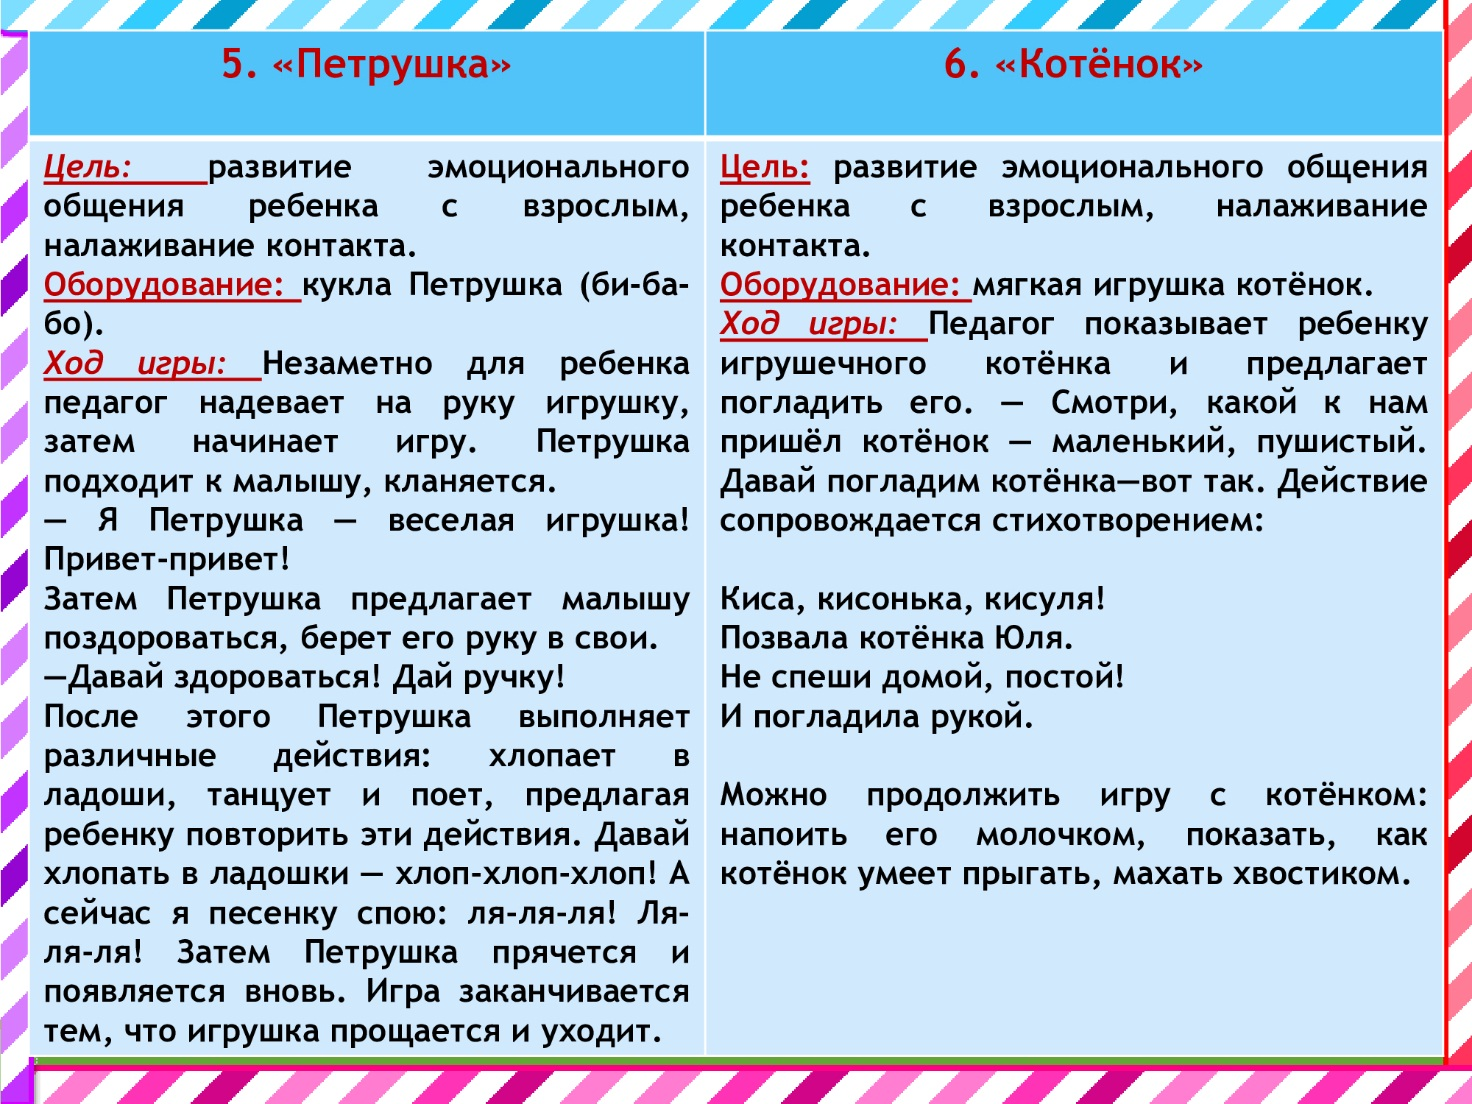 5. «Петрушка»
Цель: развитие эмоционального
общения ребенка с взрослым,
налаживание контакта.
Оборудование: кукла Петрушка (би-ба-
бо).
Ход игры: Незаметно для ребенка
педагог надевает на руку игрушку,
затем начинает игру. Петрушка
подходит к малышу, кланяется.
— Я Петрушка — веселая игрушка!
Привет-привет!
Затем Петрушка предлагает малышу
поздороваться, берет его руку в свои.
—Давай здороваться! Дай ручку!
После этого Петрушка выполняет
различные действия: хлопает в
ладоши, танцует и поет, предлагая
ребенку повторить эти действия. Давай
хлопать в ладошки — хлоп-хлоп-хлоп! А
сейчас я песенку спою: ля-ля-ля! Ля-
ля-ля! Затем Петрушка прячется и
появляется вновь. Игра заканчивается
тем, что игрушка прощается и уходит.
6. «Котёнок»
Цель: развитие эмоционального общения
ребенка с взрослым, налаживание
контакта.
Оборудование: мягкая игрушка котёнок.
Ход игры: Педагог показывает ребенку
игрушечного котёнка и предлагает
погладить его. — Смотри, какой к нам
пришёл котёнок — маленький, пушистый.
Давай погладим котёнка—вот так. Действие
сопровождается стихотворением:
Киса, кисонька, кисуля!
Позвала котёнка Юля.
Не спеши домой, постой!
И погладила рукой.
Можно продолжить игру с котёнком:
напоить его молочком, показать, как
котёнок умеет прыгать, махать хвостиком.